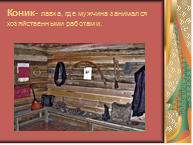 Коник- лавка, где мужчина занимался
хозяйственными работами.